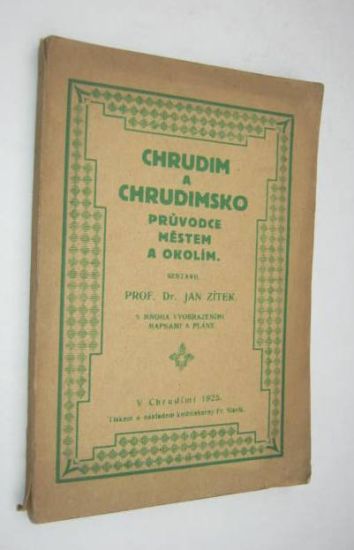 CHRUDIM
A
CHRUDIMSKO
PRŮVODCE
MĚSTEM
A OKOLÍM.
SESTAVIL
PROF. Dr. JAN ZÍTEK.
S MNOHA VYOBRAZENÍMI
MAPKAMI A PLÁNY.
V Chrudimi 1925.
Tiskem a nákladem knihtiskárny Fr. Slavík.